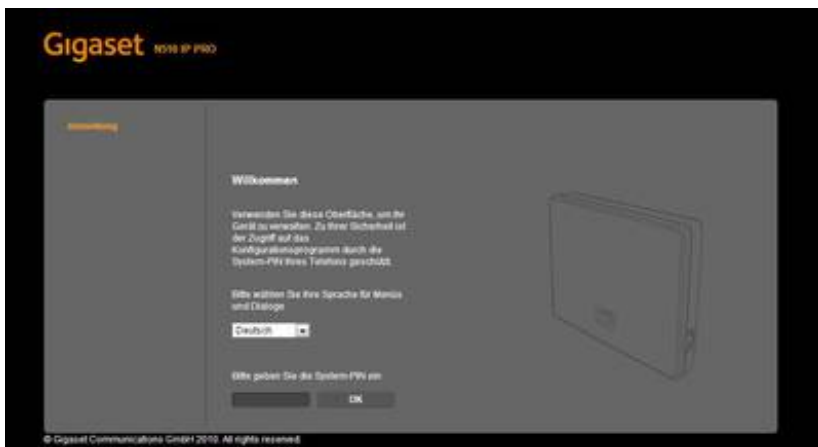 Gigaset N510 IP PRO
Anmeldung
Willkommen
Verwenden Sie diese Oberfläche, um Ihr
Gerät zu verwalten. Zu Ihrer Sicherheit ist
der Zugriff auf das
Konfigurationsprogramm durch die
System-PIN Ihres Telefons geschützt.
Bitte wählen Sie Ihre Sprache für Menüs
und Dialoge
Deutsch
Bitte geben Sie die System-PIN ein
OK
© Gigaset Communications GmbH 2010. All rights reserved.